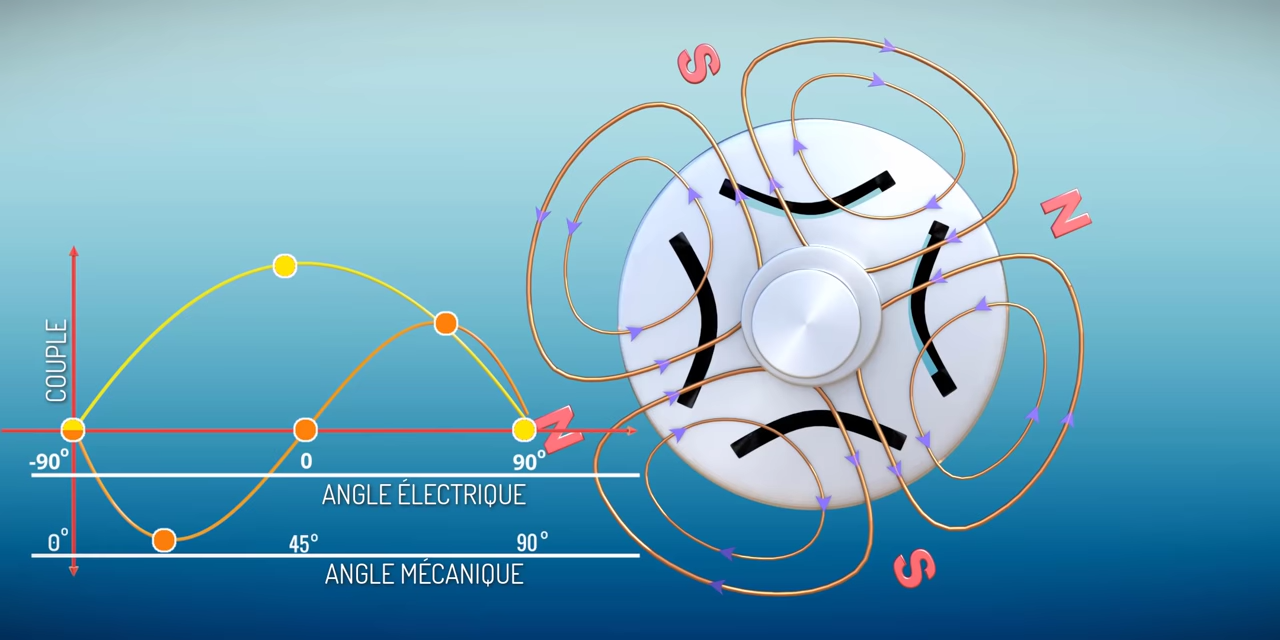 S
N
COUPLE
N
-90°
0
90°
ANGLE ÉLECTRIQUE
0°
45°
90°
ANGLE MÉCANIQUE
S